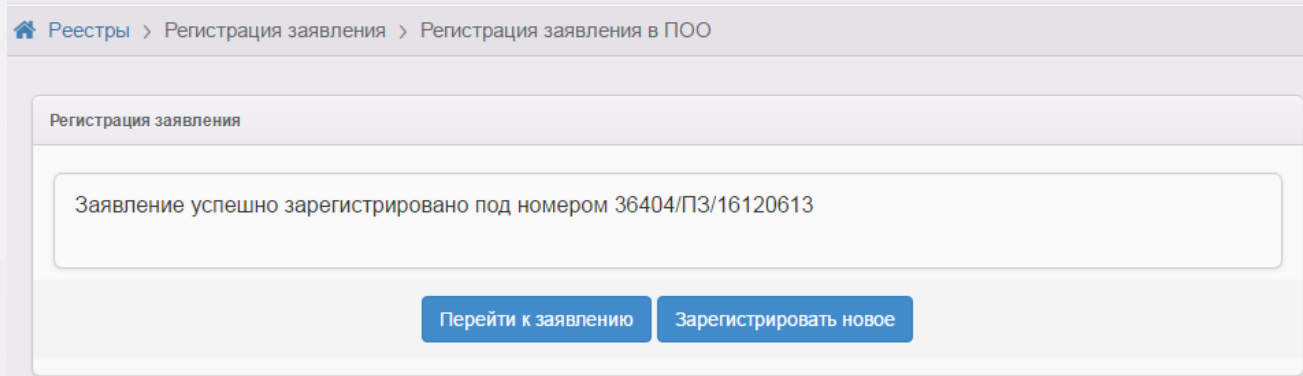 Реестры > Регистрация заявления > Регистрация заявления в ПОО
Регистрация заявления
Заявление успешно зарегистрировано под номером 36404/ПЗ/16120613
Перейти к заявлению Зарегистрировать новое